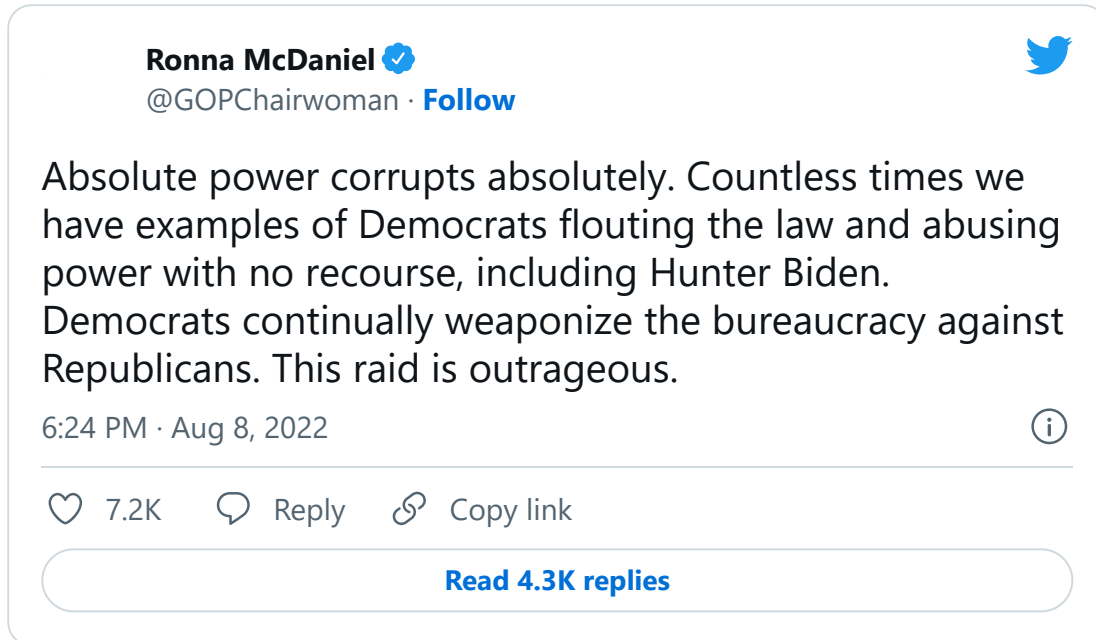 Ronna McDaniel
@GOPChairwoman · Follow
Absolute power corrupts absolutely. Countless times we
have examples of Democrats flouting the law and abusing
power with no recourse, including Hunter Biden.
Democrats continually weaponize the bureaucracy against
Republicans. This raid is outrageous.
6:24 PM · Aug 8, 2022
7.2K Reply Copy link
Read 4.3K replies